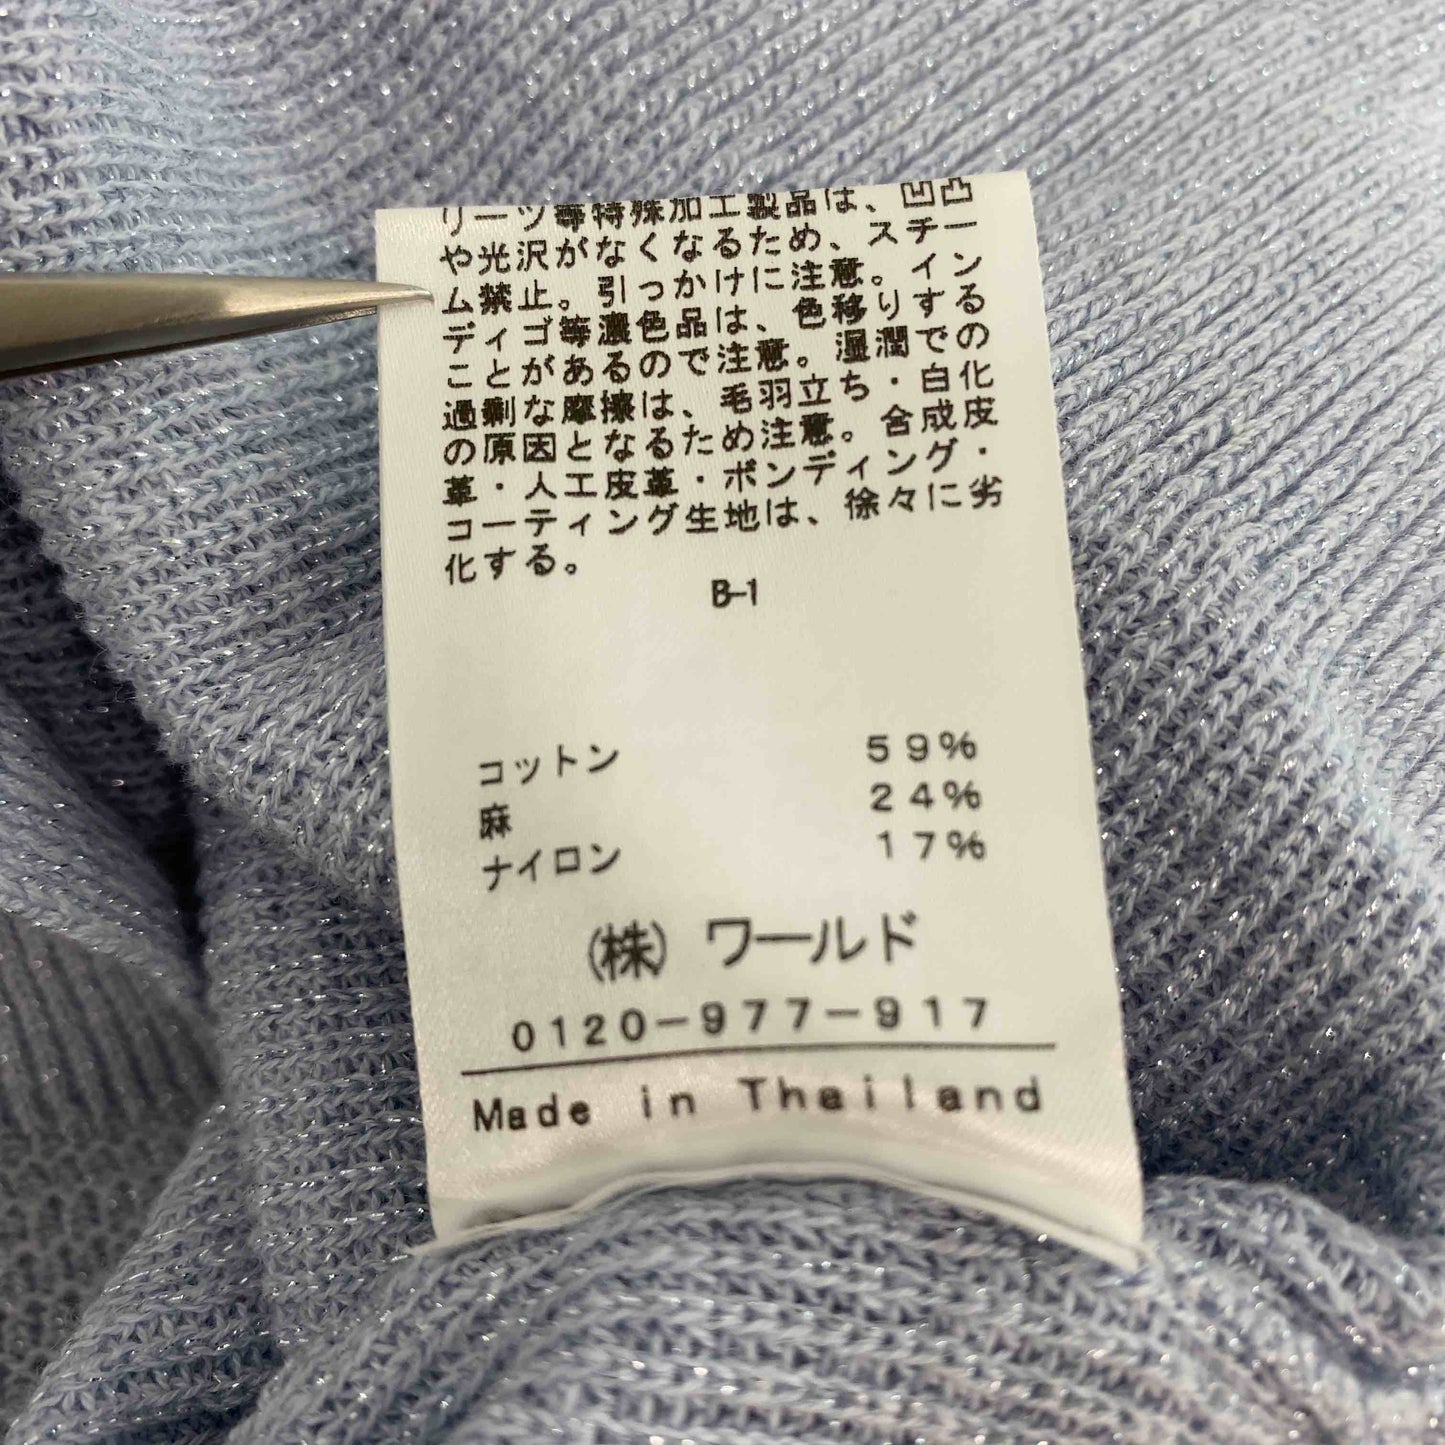 リーツ等特殊加工製品は、凹凸
や光沢がなくなるため、スチー
ム禁止。引っかけに注意。イン
ディゴ等濃色品は、色移りする
ことがあるので注意。湿潤での
過剰な摩擦は、毛羽立ち・白化
の原因となるため注意。合成皮
革・人工皮革・ボンディング・
コーティング生地は、徐々に劣
化する。
B-1
コットン 59%
麻 24%
ナイロン 17%
(株)ワールド
0120-977-917
Made in Thailand